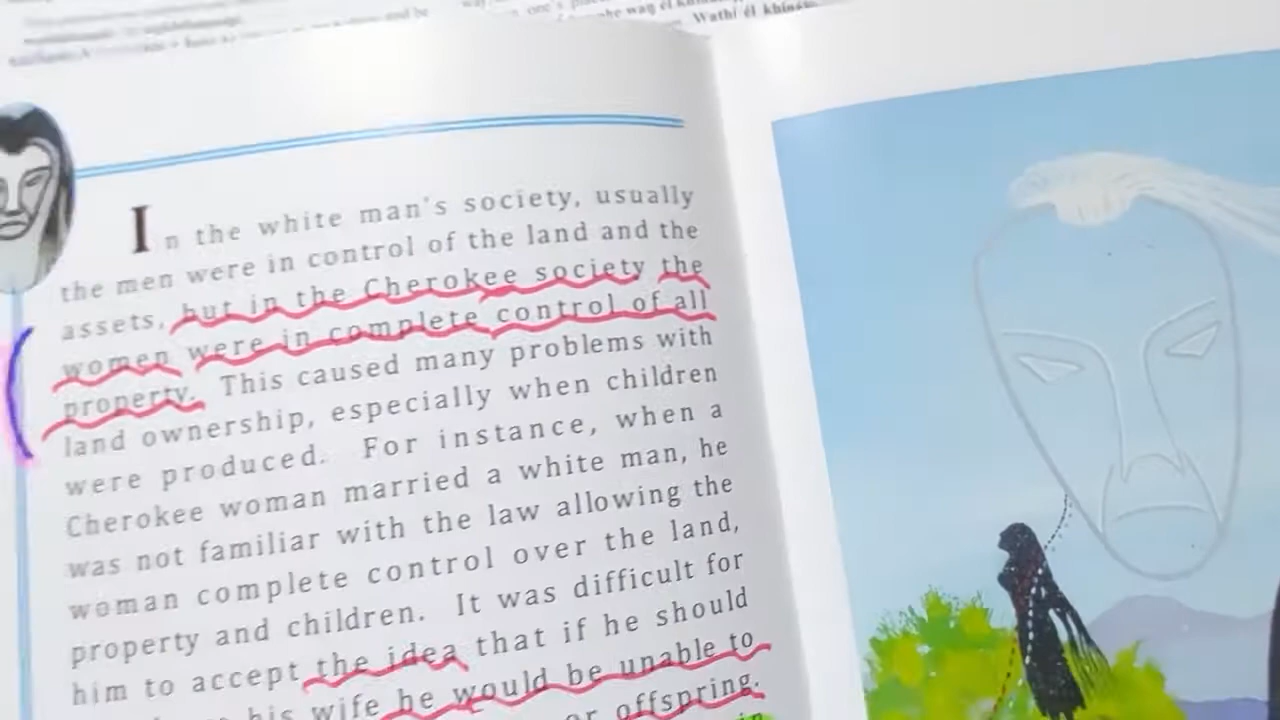 Wathí él
In the white man's society, usually
the men were in control of the land and the
assets, but in the Cherokee society the
women were in complete control of all
property. This caused many problems with
land ownership, especially when children
were produced. For instance, when a
Cherokee woman married a white man, he
was not familiar with the law allowing the
woman complete control over the land,
property and children. It was difficult for
him to accept the idea that if he should
his wife he would be unable to
or offspring.
in